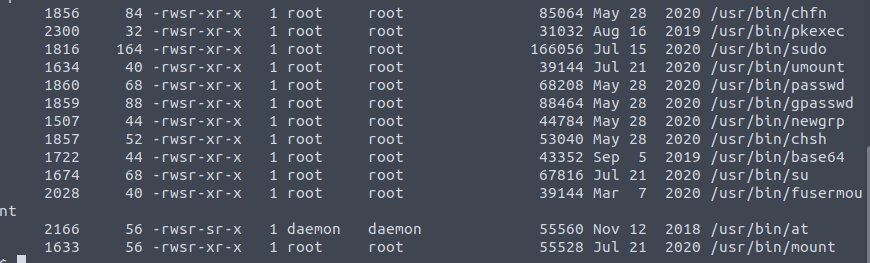 1856 84 -rwsr-xr-x 1 root root 85064 May 28 2020 /usr/bin/chfn
2300 32 -rwsr-xr-x 1 root root 31032 Aug 16 2019 /usr/bin/pkexec
1816 164 -rwsr-xr-x 1 root root 166056 Jul 15 2020 /usr/bin/sudo
1634 40 -rwsr-xr-x 1 root root 39144 Jul 21 2020 /usr/bin/umount
1860 68 -rwsr-xr-x 1 root root 68208 May 28 2020 /usr/bin/passwd
1859 88 -rwsr-xr-x 1 root root 88464 May 28 2020 /usr/bin/gpasswd
1507 44 -rwsr-xr-x 1 root root 44784 May 28 2020 /usr/bin/newgrp
1857 52 -rwsr-xr-x 1 root root 53040 May 28 2020 /usr/bin/chsh
1722 44 -rwsr-xr-x 1 root root 43352 Sep 5 2019 /usr/bin/base64
1674 68 -rwsr-xr-x 1 root root 67816 Jul 21 2020 /usr/bin/su
2028 40 -rwsr-xr-x 1 root root 39144 Mar 7 2020 /usr/bin/fusermou
nt
2166 56 -rwsr-sr-x 1 daemon daemon 55560 Nov 12 2018 /usr/bin/at
1633 56 -rwsr-xr-x 1 root root 55528 Jul 21 2020 /usr/bin/mount